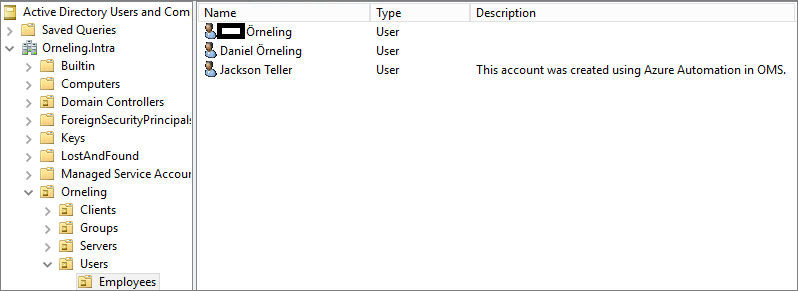 Active Directory Users and Com
Saved Queries
Orneling.Intra
Builtin
Computers
Domain Controllers
ForeignSecurityPrincipals
Keys
LostAndFound
Managed Service Accour
Orneling
Clients
Groups
Servers
Users
Employees
Name Type Description
Örneling User
Daniel Örneling User
Jackson Teller User This account was created using Azure Automation in OMS.